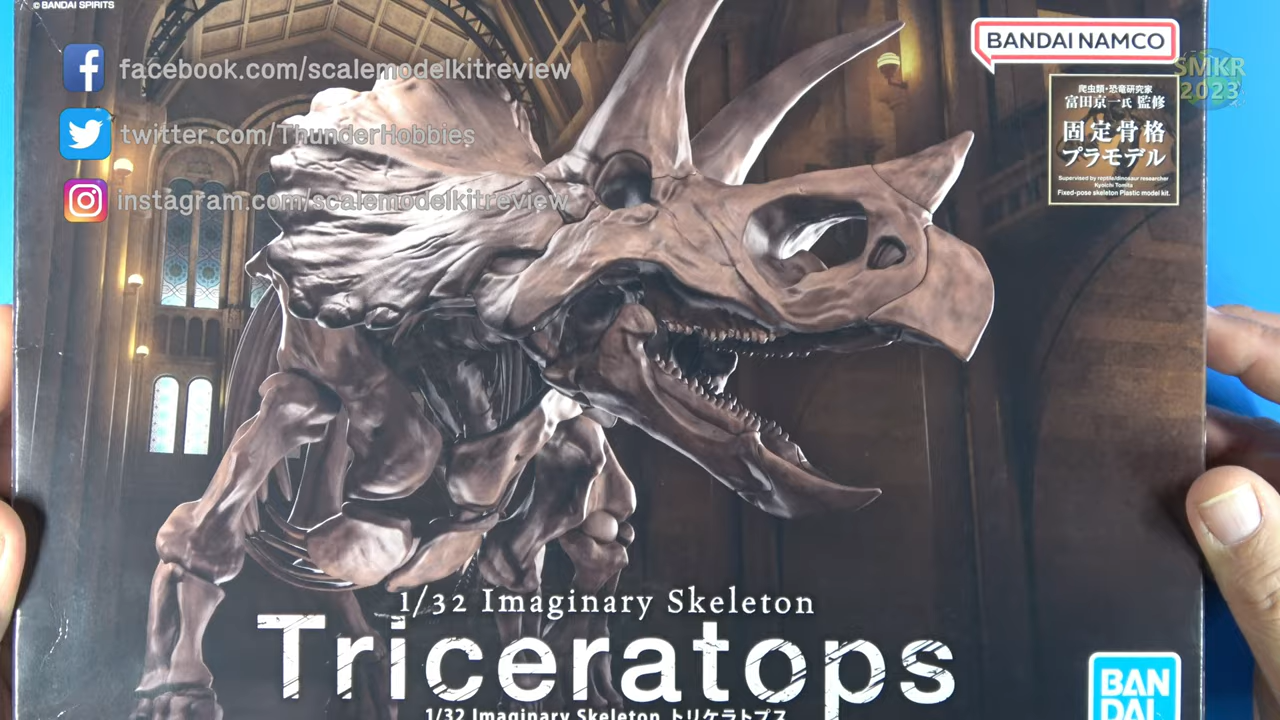 © BANDAI SPIRITS
facebook.com/scalemodelkitreview
twitter.com/ThunderHobbies
instagram.com/scalemodelkitreview
BANDAI NAMCO
SMKR
2023
爬虫類・恐竜研究家
富田京一氏 監修
固定骨格
プラモデル
Supervised by reptile/dinosaur researcher
Kyoichi Tomita
Fixed-pose skeleton Plastic model kit.
1/32 Imaginary Skeleton
Triceratops
1/32 Imaginary Skeleton トリケラトプス
BAN
DAI